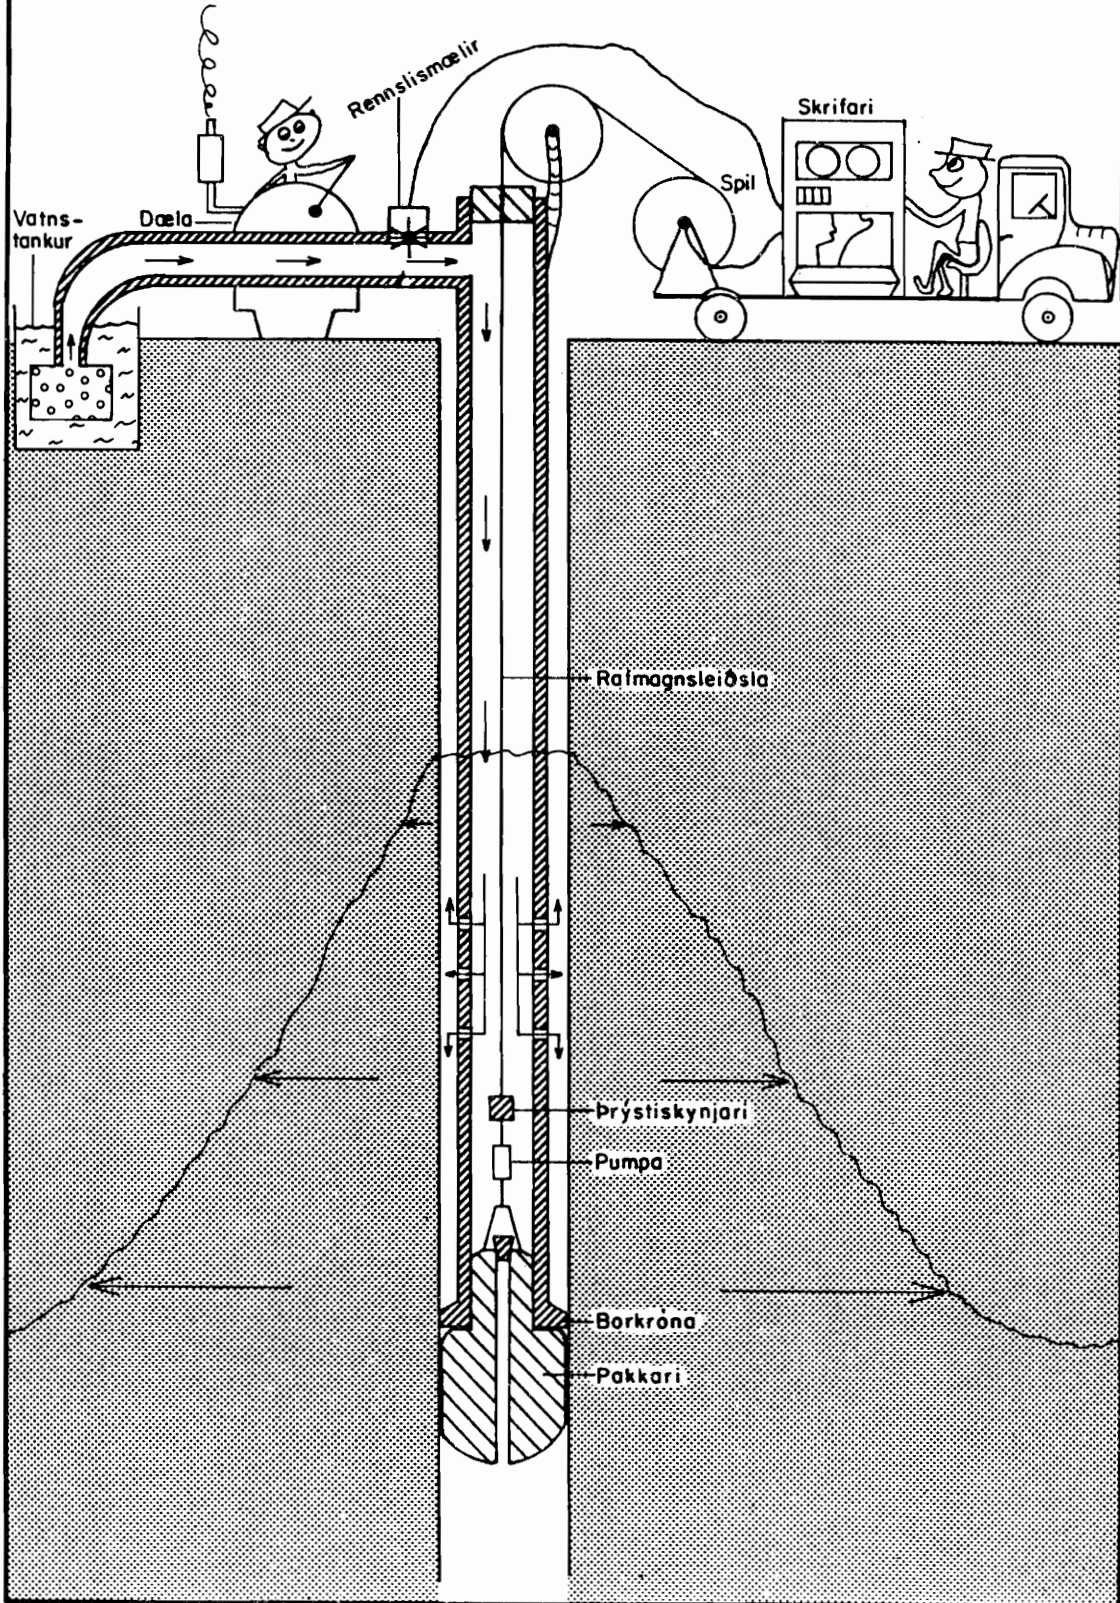 Rennslismælir
Skrifari
Spil
Vatns-
tankur
Dæla
Rafmagnsleiðsla
Þrýstiskynjari
Pumpa
Borkróna
Pakkari